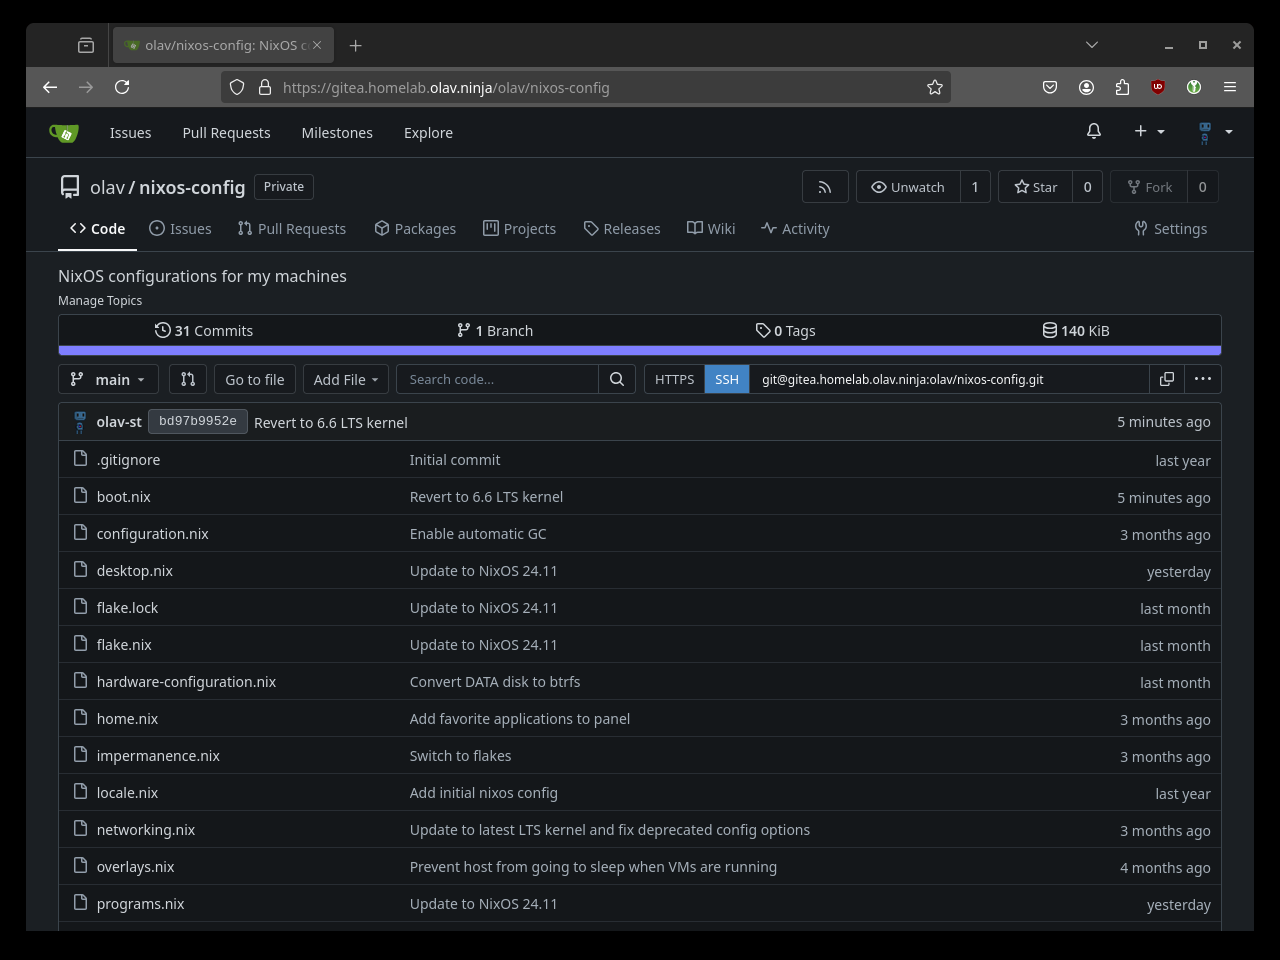 olav/nixos-config: NixOS c
https://gitea.homelab.olav.ninja/olav/nixos-config
Issues Pull Requests Milestones Explore
olav / nixos-config Private Unwatch 1 Star 0 Fork 0
Code Issues Pull Requests Packages Projects Releases Wiki Activity Settings
NixOS configurations for my machines
Manage Topics
31 Commits 1 Branch 0 Tags 140 KiB
main Go to file Add File Search code... HTTPS SSH git@gitea.homelab.olav.ninja:olav/nixos-config.git
olav-st bd97b9952e Revert to 6.6 LTS kernel 5 minutes ago
.gitignore Initial commit last year
boot.nix Revert to 6.6 LTS kernel 5 minutes ago
configuration.nix Enable automatic GC 3 months ago
desktop.nix Update to NixOS 24.11 yesterday
flake.lock Update to NixOS 24.11 last month
flake.nix Update to NixOS 24.11 last month
hardware-configuration.nix Convert DATA disk to btrfs last month
home.nix Add favorite applications to panel 3 months ago
impermanence.nix Switch to flakes 3 months ago
locale.nix Add initial nixos config last year
networking.nix Update to latest LTS kernel and fix deprecated config options 3 months ago
overlays.nix Prevent host from going to sleep when VMs are running 4 months ago
programs.nix Update to NixOS 24.11 yesterday